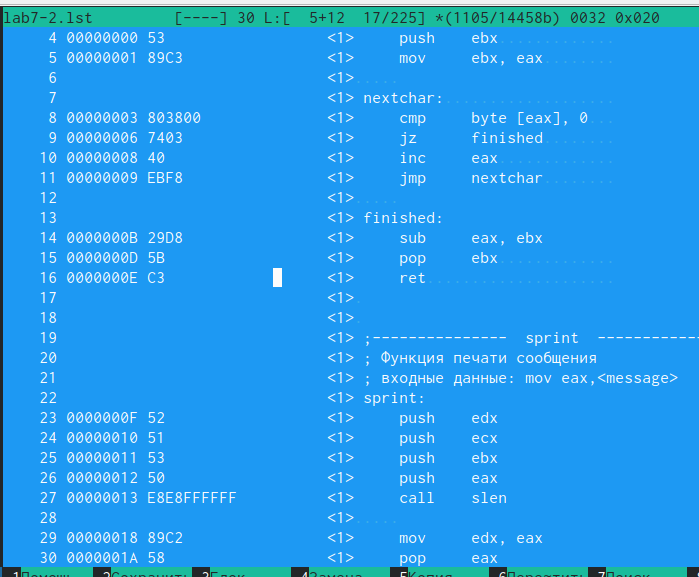 lab7-2.lst [----] 30 L:[ 5+12 17/225] *(1105/14458b) 0032 0x020
4 00000000 53 <1> push ebx
5 00000001 89C3 <1> mov ebx, eax
6 <1>
7 <1> nextchar:
8 00000003 803800 <1> cmp byte [eax], 0
9 00000006 7403 <1> jz finished
10 00000008 40 <1> inc eax
11 00000009 EBF8 <1> jmp nextchar
12 <1>
13 <1> finished:
14 0000000B 29D8 <1> sub eax, ebx
15 0000000D 5B <1> pop ebx
16 0000000E C3 <1> ret
17 <1>
18 <1>
19 <1> ;--------------- sprint ------------
20 <1> ; Функция печати сообщения
21 <1> ; входные данные: mov eax,<message>
22 <1> sprint:
23 0000000F 52 <1> push edx
24 00000010 51 <1> push ecx
25 00000011 53 <1> push ebx
26 00000012 50 <1> push eax
27 00000013 E8E8FFFFFF <1> call slen
28 <1>
29 00000018 89C2 <1> mov edx, eax
30 0000001A 58 <1> pop eax